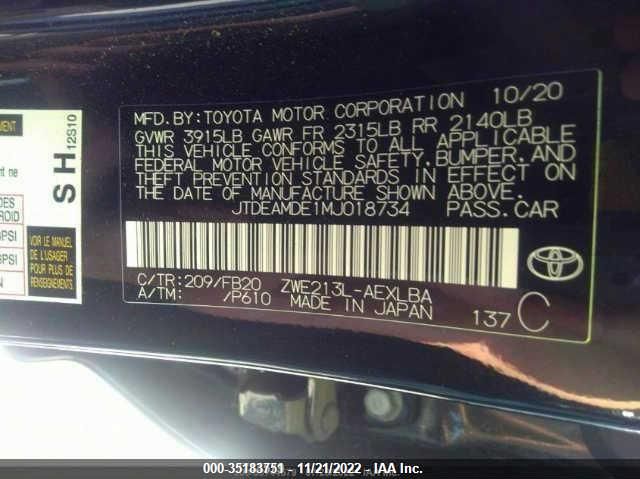 MFD.BY:TOYOTA MOTOR CORPORATION 10/20
GVWR 3915LB GAWR FR 2315LB RR 2140LB
THIS VEHICLE CONFORMS TO ALL APPLICABLE
FEDERAL MOTOR VEHICLE SAFETY,BUMPER,AND
THEFT PREVENTION STANDARDS IN EFFECT ON
THE DATE OF MANUFACTURE SHOWN ABOVE.
JTDEAMDE1MJ018734 PASS.CAR
C/TR:209/FB20 ZWE213L-AEXLBA
A/TM: /P610 MADE IN JAPAN
137 C
SH
12S10
ent ne
PSI
PSI
VOIR LE MANUEL
DE L'USAGER
POUR PLUS DE
RENSEIGNEMENTS
000-35183751 - 11/21/2022 - IAA Inc.